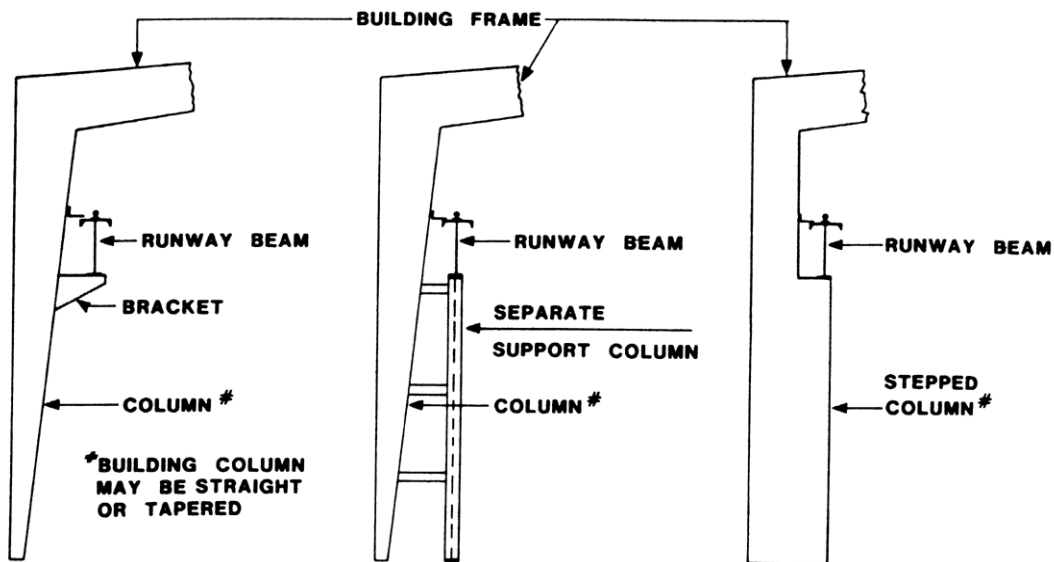 BUILDING FRAME
RUNWAY BEAM
BRACKET
COLUMN #
#BUILDING COLUMN
MAY BE STRAIGHT
OR TAPERED
RUNWAY BEAM
SEPARATE
SUPPORT COLUMN
COLUMN #
RUNWAY BEAM
STEPPED
COLUMN #